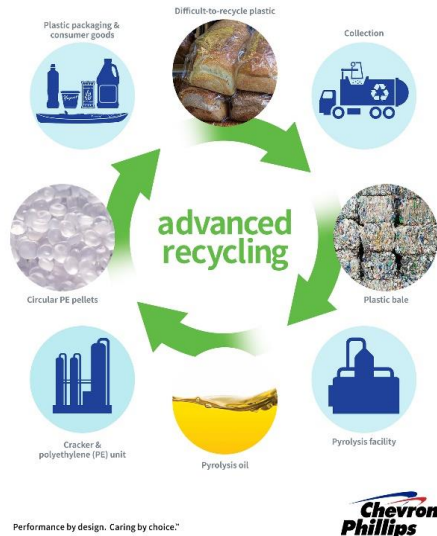 Difficult-to-recycle plastic
Plastic packaging &
consumer goods
Collection
advanced
recycling
Circular PE pellets
Plastic bale
Cracker &
polyethylene (PE) unit
Pyrolysis oil
Pyrolysis facility
Performance by design. Caring by choice.™
Chevron
Phillips